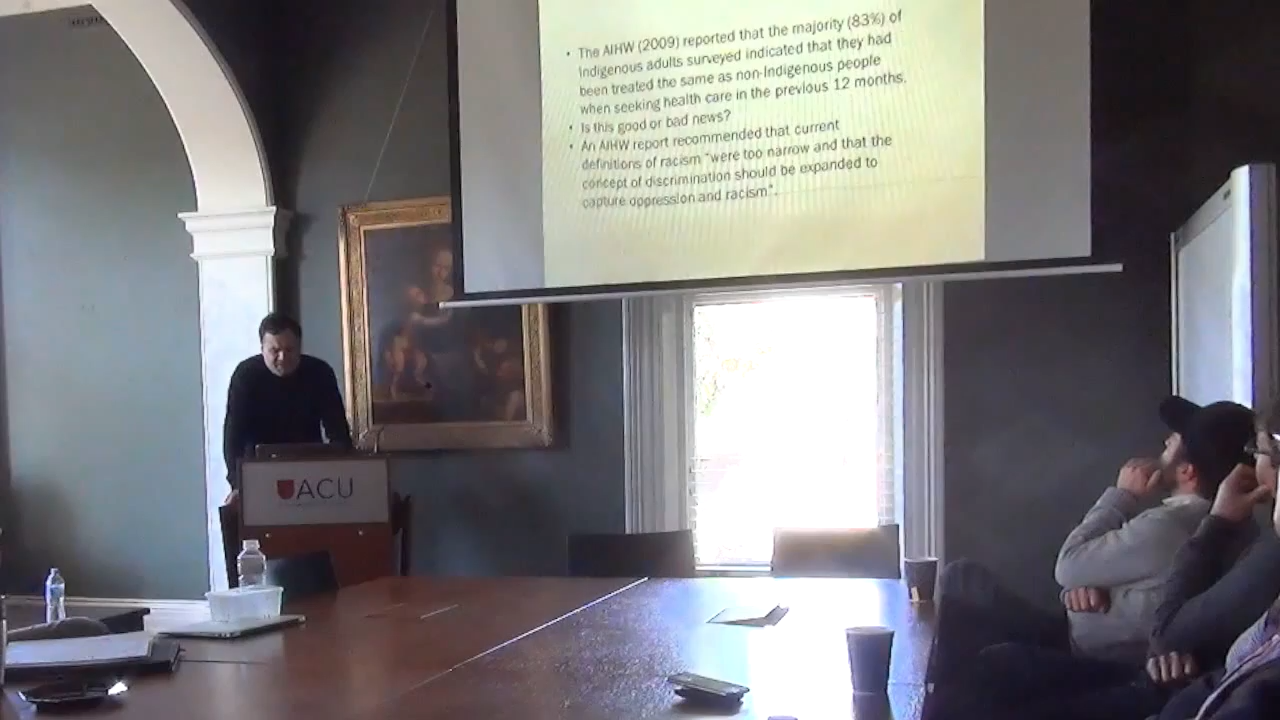 • The AIHW (2009) reported that the majority (83%) of
Indigenous adults surveyed indicated that they had
been treated the same as non-Indigenous people
when seeking health care in the previous 12 months.
• Is this good or bad news?
• An AIHW report recommended that current
definitions of racism "were too narrow and that the
concept of discrimination should be expanded to
capture oppression and racism".
ACU